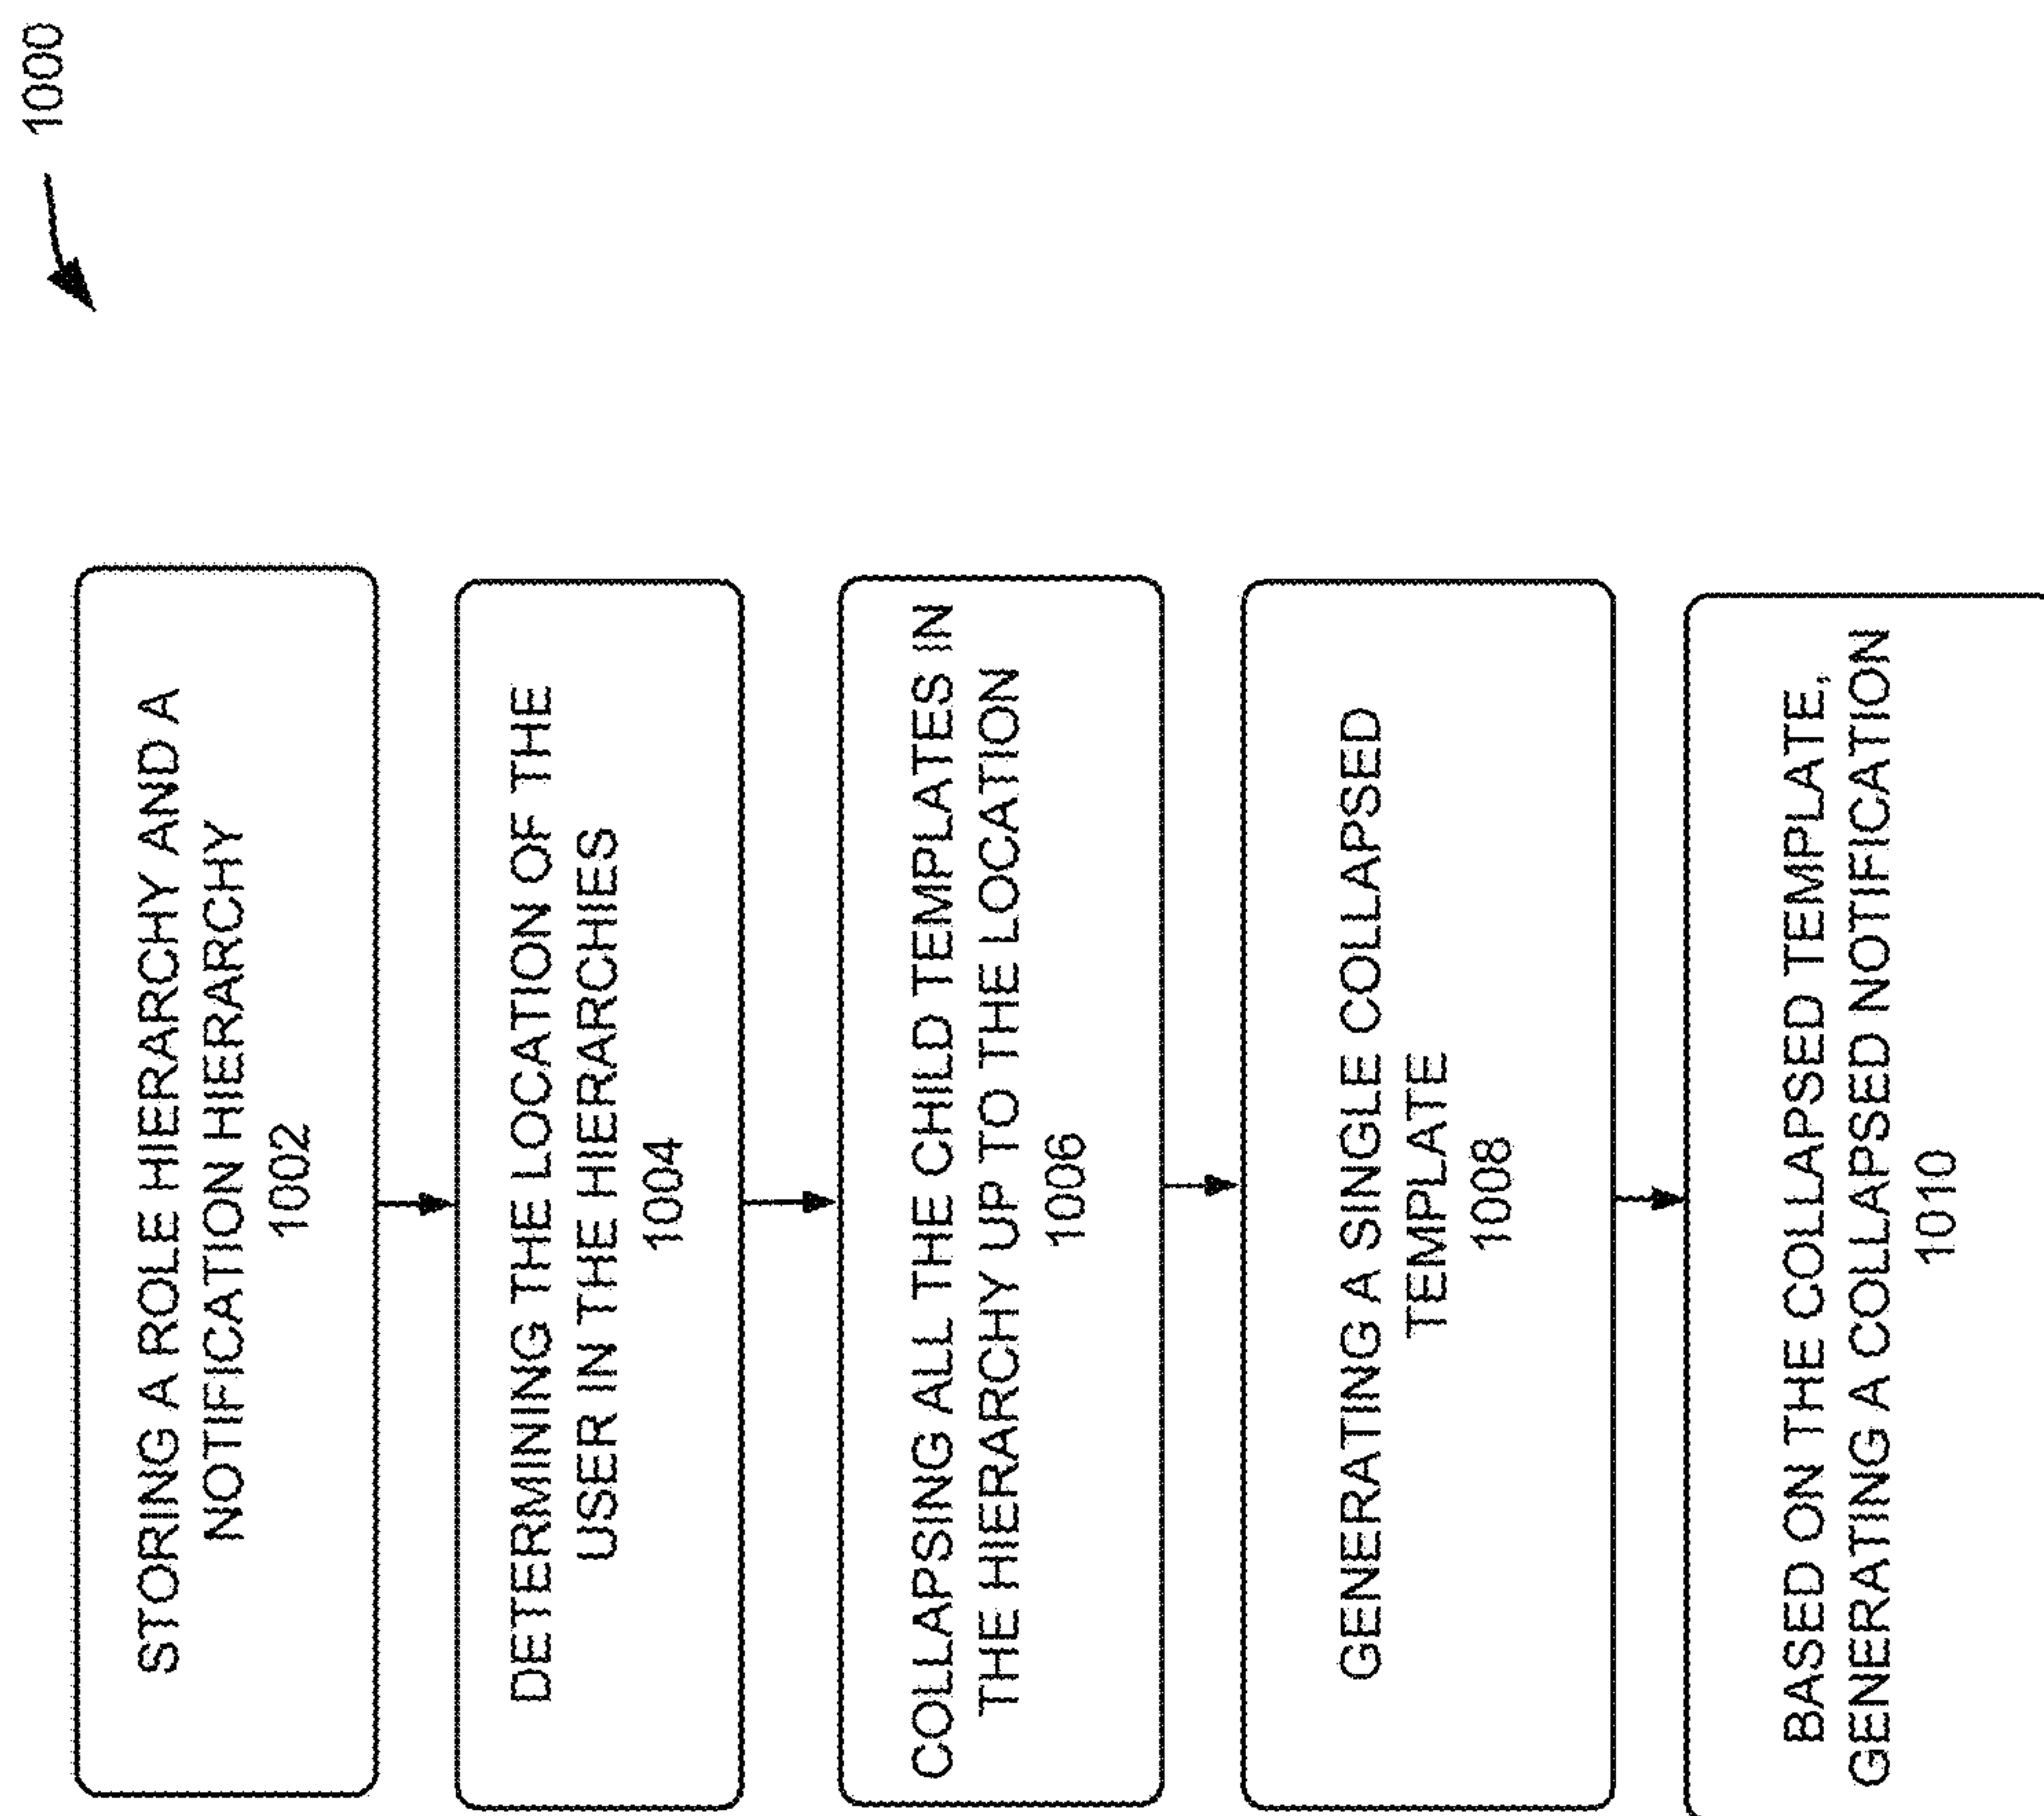 1000
STORING A ROLE HIERARCHY AND A
NOTIFICATION HIERARCHY
1002
DETERMINING THE LOCATION OF THE
USER IN THE HIERARCHIES
1004
COLLAPSING ALL THE CHILD TEMPLATES IN
THE HIERARCHY UP TO THE LOCATION
1006
GENERATING A SINGLE COLLAPSED
TEMPLATE
1008
BASED ON THE COLLAPSED TEMPLATE,
GENERATING A COLLAPSED NOTIFICATION
1010